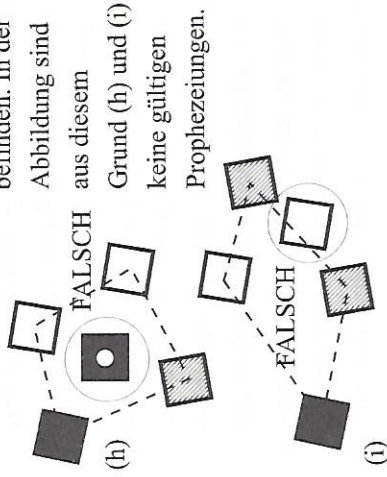 befinden. In der
Abbildung sind
aus diesem
Grund (h) und (i)
keine gültigen
Prophezeiungen.
FALSCH
(h)
FALSCH
(i)